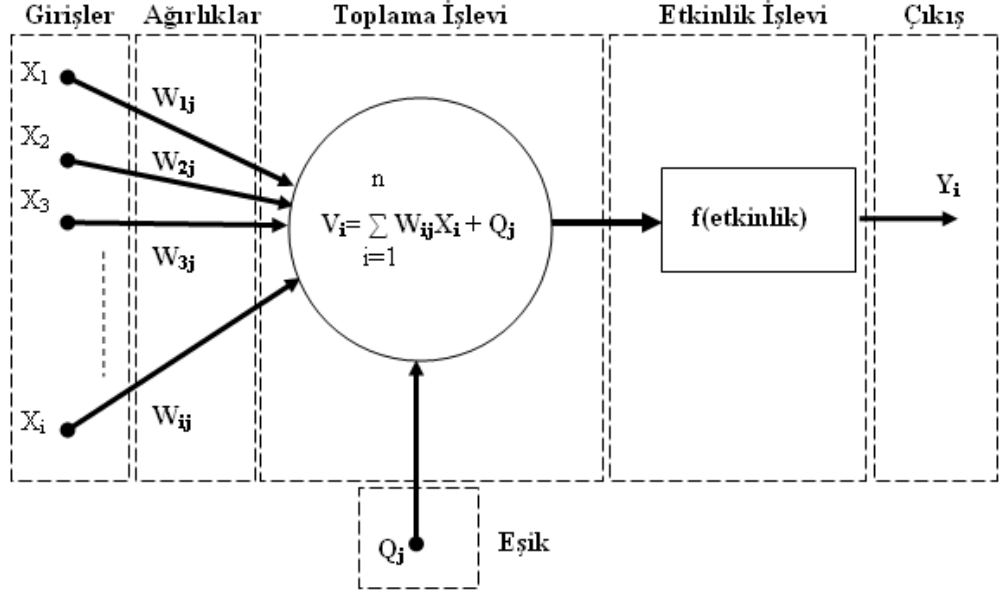 Girişler Ağırlıklar Toplama İşlevi Etkinlik İşlevi Çıkış
X1
W1j
X2
W2j
X3
W3j
Xi
Wij
n
Vi= ∑ WijXi + Qj
i=1
f(etkinlik)
Yi
Qj
Eşik